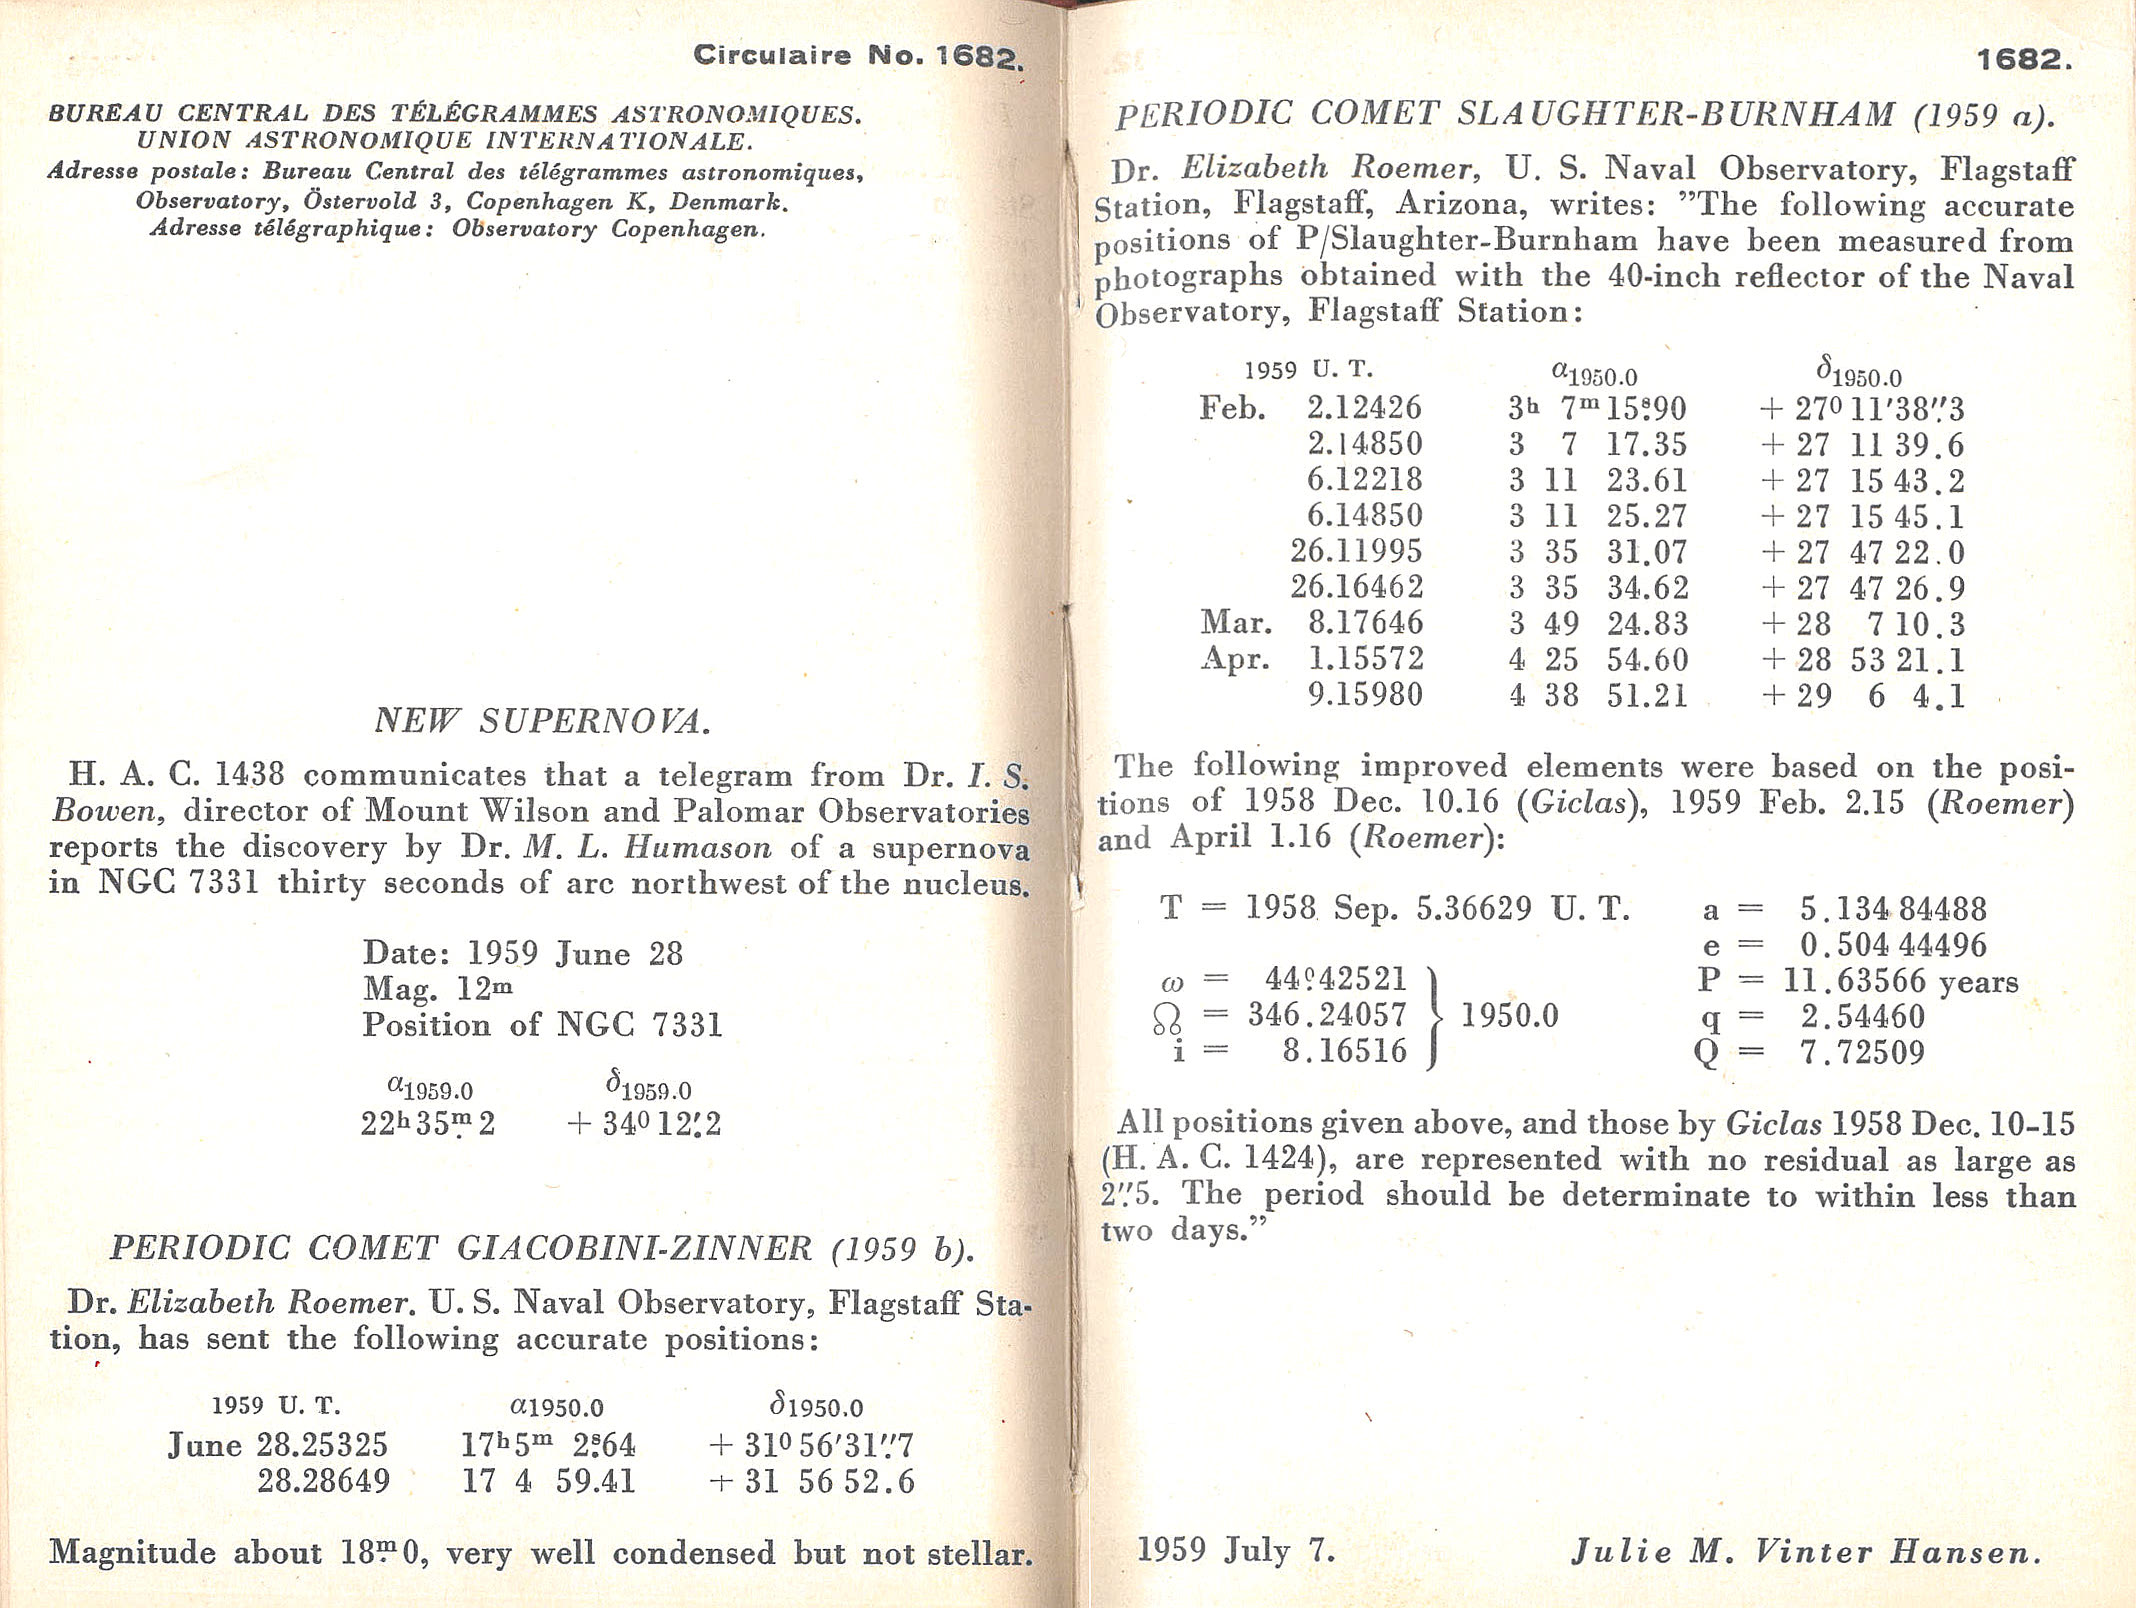 Circulaire No. 1682.
BUREAU CENTRAL DES TÉLÉGRAMMES ASTRONOMIQUES.
UNION ASTRONOMIQUE INTERNATIONALE.
Adresse postale: Bureau Central des télégrammes astronomiques,
Observatory, Östervold 3, Copenhagen K, Denmark.
Adresse télégraphique: Observatory Copenhagen.
NEW SUPERNOVA.
H. A. C. 1438 communicates that a telegram from Dr. I. S.
Bowen, director of Mount Wilson and Palomar Observatories
reports the discovery by Dr. M. L. Humason of a supernova
in NGC 7331 thirty seconds of arc northwest of the nucleus.
Date: 1959 June 28
Mag. 12ᵐ
Position of NGC 7331
α1959.0 δ1959.0
22ʰ35ᵐ.2 + 34° 12'.2
PERIODIC COMET GIACOBINI-ZINNER (1959 b).
Dr. Elizabeth Roemer. U. S. Naval Observatory, Flagstaff Sta-
tion, has sent the following accurate positions:
1959 U. T. α1950.0 δ1950.0
June 28.25325 17ʰ5ᵐ 2ˢ.64 + 31° 56'31".7
28.28649 17 4 59.41 + 31 56 52.6
Magnitude about 18ᵐ.0, very well condensed but not stellar.
1682.
PERIODIC COMET SLAUGHTER-BURNHAM (1959 a).
Dr. Elizabeth Roemer, U. S. Naval Observatory, Flagstaff
Station, Flagstaff, Arizona, writes: ”The following accurate
positions of P/Slaughter-Burnham have been measured from
photographs obtained with the 40-inch reflector of the Naval
Observatory, Flagstaff Station:
1959 U. T. α1950.0 δ1950.0
Feb. 2.12426 3ʰ 7ᵐ 15ˢ.90 + 27° 11'38".3
2.14850 3 7 17.35 + 27 11 39.6
6.12218 3 11 23.61 + 27 15 43.2
6.14850 3 11 25.27 + 27 15 45.1
26.11995 3 35 31.07 + 27 47 22.0
26.16462 3 35 34.62 + 27 47 26.9
Mar. 8.17646 3 49 24.83 + 28 7 10.3
Apr. 1.15572 4 25 54.60 + 28 53 21.1
9.15980 4 38 51.21 + 29 6 4.1
The following improved elements were based on the posi-
tions of 1958 Dec. 10.16 (Giclas), 1959 Feb. 2.15 (Roemer)
and April 1.16 (Roemer):
T = 1958 Sep. 5.36629 U. T. a = 5.134 84488
e = 0.504 44496
ω = 44°.42521 P = 11.63566 years
☊ = 346.24057 } 1950.0 q = 2.54460
i = 8.16516 Q = 7.72509
All positions given above, and those by Giclas 1958 Dec. 10-15
(H. A. C. 1424), are represented with no residual as large as
2".5. The period should be determinate to within less than
two days.”
1959 July 7. Julie M. Vinter Hansen.